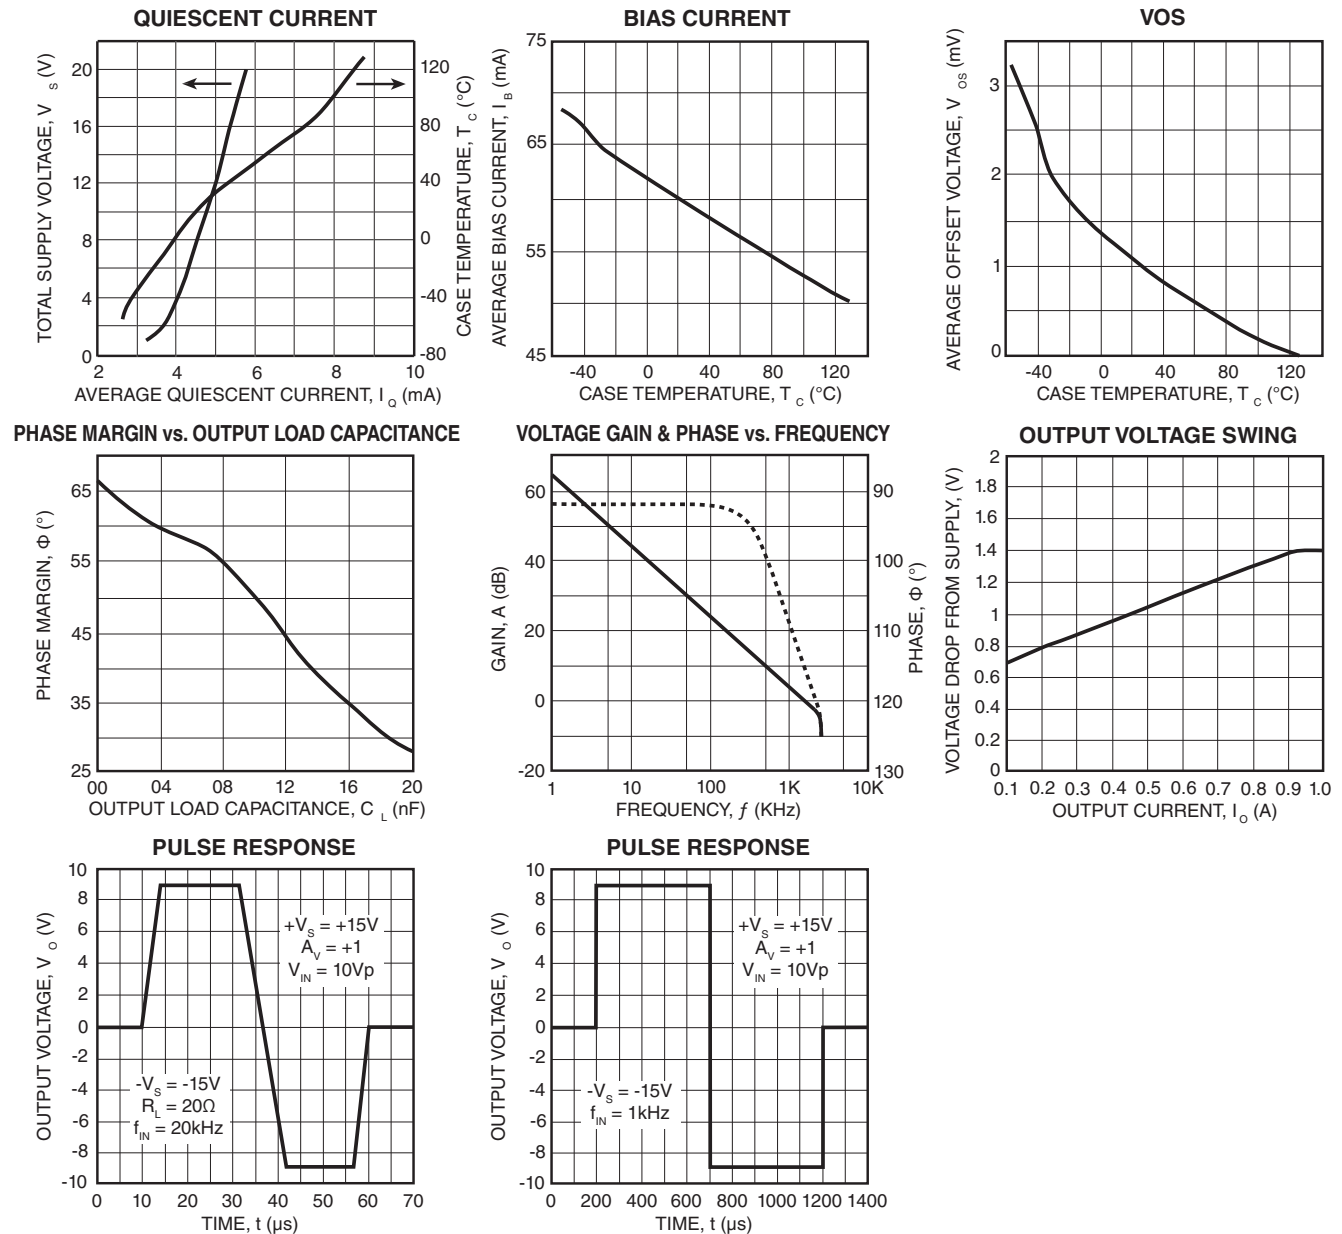 QUIESCENT CURRENT
TOTAL SUPPLY VOLTAGE, V S (V)
20
16
12
8
4
0
120
80
40
0
-40
-80
CASE TEMPERATURE, T C (°C)
2 4 6 8 10
AVERAGE QUIESCENT CURRENT, I Q (mA)
BIAS CURRENT
AVERAGE BIAS CURRENT, I B (mA)
75
65
55
45
-40 0 40 80 120
CASE TEMPERATURE, T C (°C)
VOS
AVERAGE OFFSET VOLTAGE, V OS (mV)
3
2
1
0
-40 0 40 80 120
CASE TEMPERATURE, T C (°C)
PHASE MARGIN vs. OUTPUT LOAD CAPACITANCE
PHASE MARGIN, Φ (°)
65
55
45
35
25
00 04 08 12 16 20
OUTPUT LOAD CAPACITANCE, C L (nF)
VOLTAGE GAIN & PHASE vs. FREQUENCY
GAIN, A (dB)
60
40
20
0
-20
90
100
110
120
130
PHASE, Φ (°)
1 10 100 1K 10K
FREQUENCY, ƒ (KHz)
OUTPUT VOLTAGE SWING
VOLTAGE DROP FROM SUPPLY, (V)
2
1.8
1.6
1.4
1.2
1
0.8
0.6
0.4
0.2
0
0.1 0.2 0.3 0.4 0.5 0.6 0.7 0.8 0.9 1.0
OUTPUT CURRENT, I O (A)
PULSE RESPONSE
OUTPUT VOLTAGE, V O (V)
10
8
6
4
2
0
-2
-4
-6
-8
-10
+VS = +15V
AV = +1
VIN = 10Vp
-VS = -15V
RL = 20Ω
fIN = 20kHz
0 10 20 30 40 50 60 70
TIME, t (µs)
PULSE RESPONSE
OUTPUT VOLTAGE, V O (V)
10
8
6
4
2
0
-2
-4
-6
-8
-10
+VS = +15V
AV = +1
VIN = 10Vp
-VS = -15V
fIN = 1kHz
0 200 400 600 800 1000 1200 1400
TIME, t (µs)